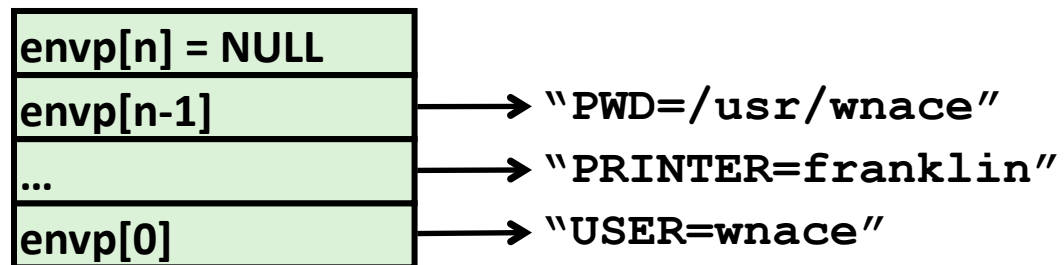 envp[n] = NULL
envp[n-1]
“PWD=/usr/wnace”
…
“PRINTER=franklin”
envp[0]
“USER=wnace”